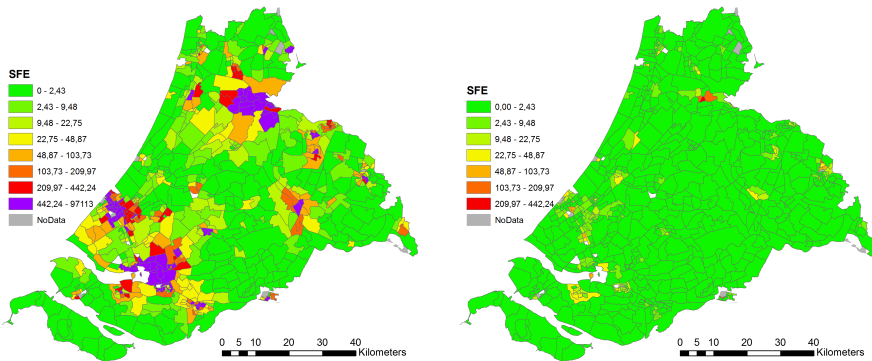 SFE
0 - 2,43
2,43 - 9,48
9,48 - 22,75
22,75 - 48,87
48,87 - 103,73
103,73 - 209,97
209,97 - 442,24
442,24 - 97113
NoData
0 5 10 20 30 40
Kilometers
SFE
0,00 - 2,43
2,43 - 9,48
9,48 - 22,75
22,75 - 48,87
48,87 - 103,73
103,73 - 209,97
209,97 - 442,24
NoData
0 5 10 20 30 40
Kilometers